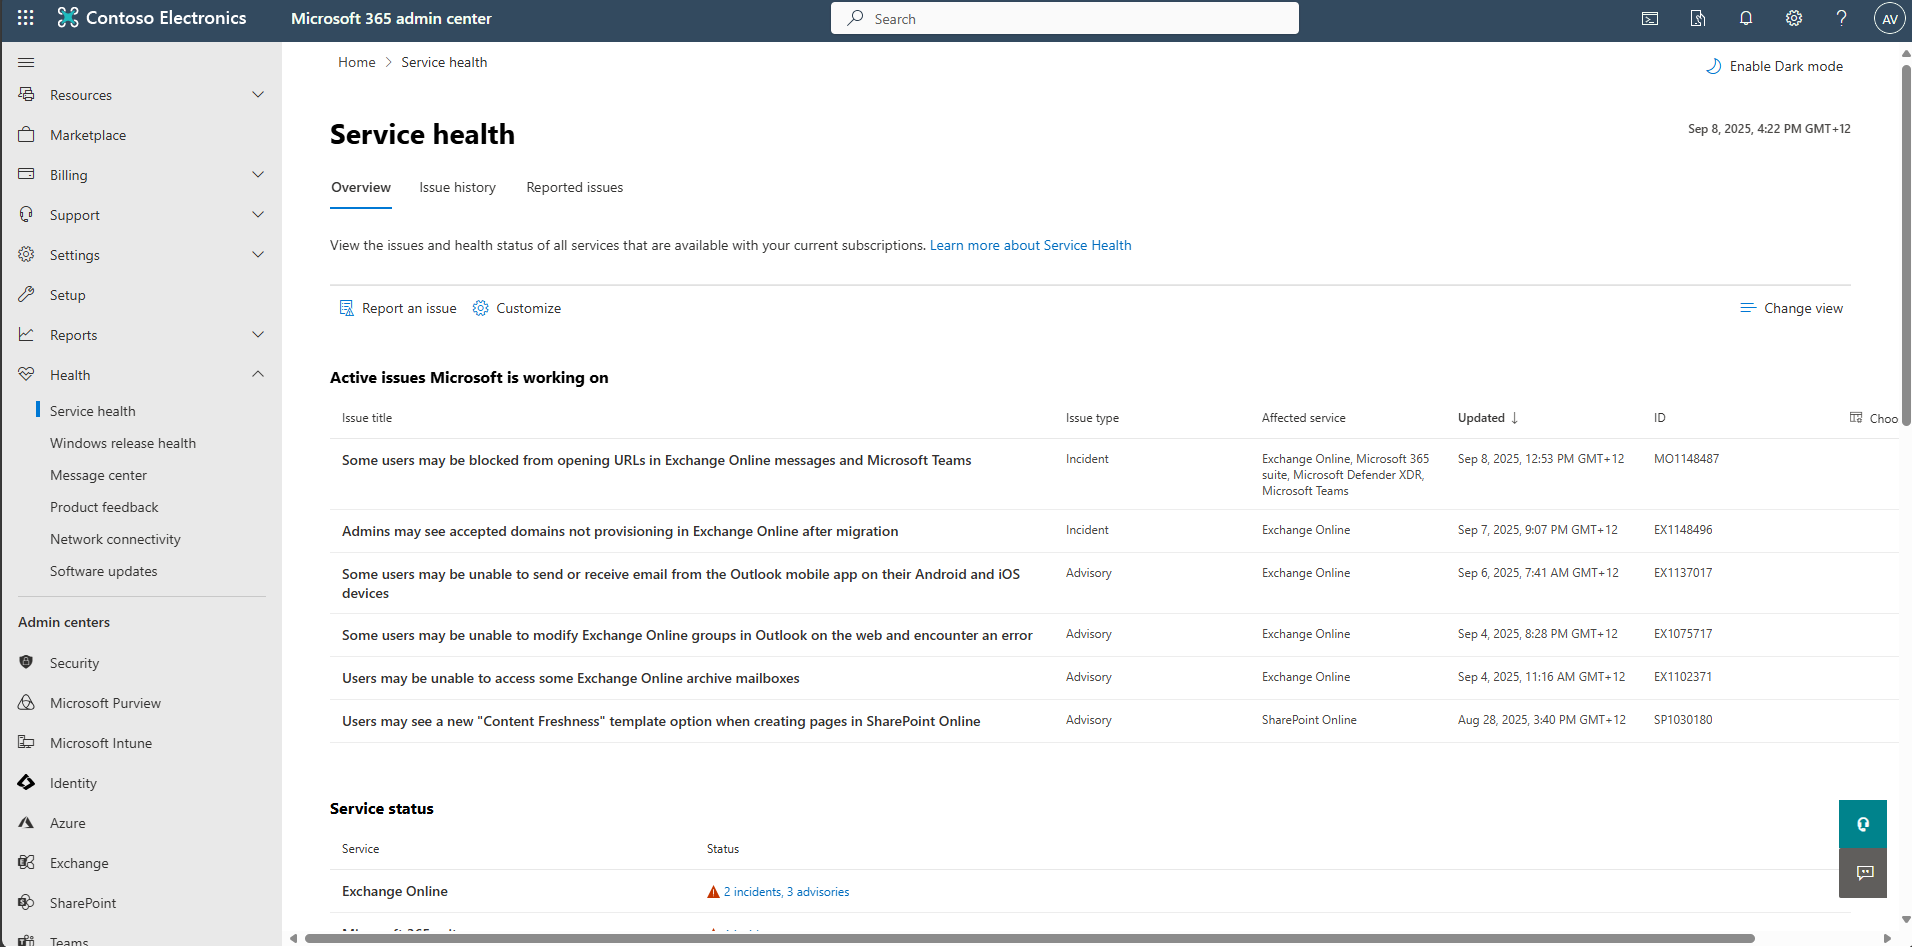 Contoso Electronics
Microsoft 365 admin center
Search
AV
Resources
Marketplace
Billing
Support
Settings
Setup
Reports
Health
Service health
Windows release health
Message center
Product feedback
Network connectivity
Software updates
Admin centers
Security
Microsoft Purview
Microsoft Intune
Identity
Azure
Exchange
SharePoint
Teams
Home > Service health
Enable Dark mode
Service health
Sep 8, 2025, 4:22 PM GMT+12
Overview Issue history Reported issues
View the issues and health status of all services that are available with your current subscriptions. Learn more about Service Health
Report an issue Customize Change view
Active issues Microsoft is working on
Issue title Issue type Affected service Updated ↓ ID Choo
Some users may be blocked from opening URLs in Exchange Online messages and Microsoft Teams Incident Exchange Online, Microsoft 365 Sep 8, 2025, 12:53 PM GMT+12 MO1148487
suite, Microsoft Defender XDR,
Microsoft Teams
Admins may see accepted domains not provisioning in Exchange Online after migration Incident Exchange Online Sep 7, 2025, 9:07 PM GMT+12 EX1148496
Some users may be unable to send or receive email from the Outlook mobile app on their Android and iOS Advisory Exchange Online Sep 6, 2025, 7:41 AM GMT+12 EX1137017
devices
Some users may be unable to modify Exchange Online groups in Outlook on the web and encounter an error Advisory Exchange Online Sep 4, 2025, 8:28 PM GMT+12 EX1075717
Users may be unable to access some Exchange Online archive mailboxes Advisory Exchange Online Sep 4, 2025, 11:16 AM GMT+12 EX1102371
Users may see a new "Content Freshness" template option when creating pages in SharePoint Online Advisory SharePoint Online Aug 28, 2025, 3:40 PM GMT+12 SP1030180
Service status
Service Status
Exchange Online 2 incidents, 3 advisories